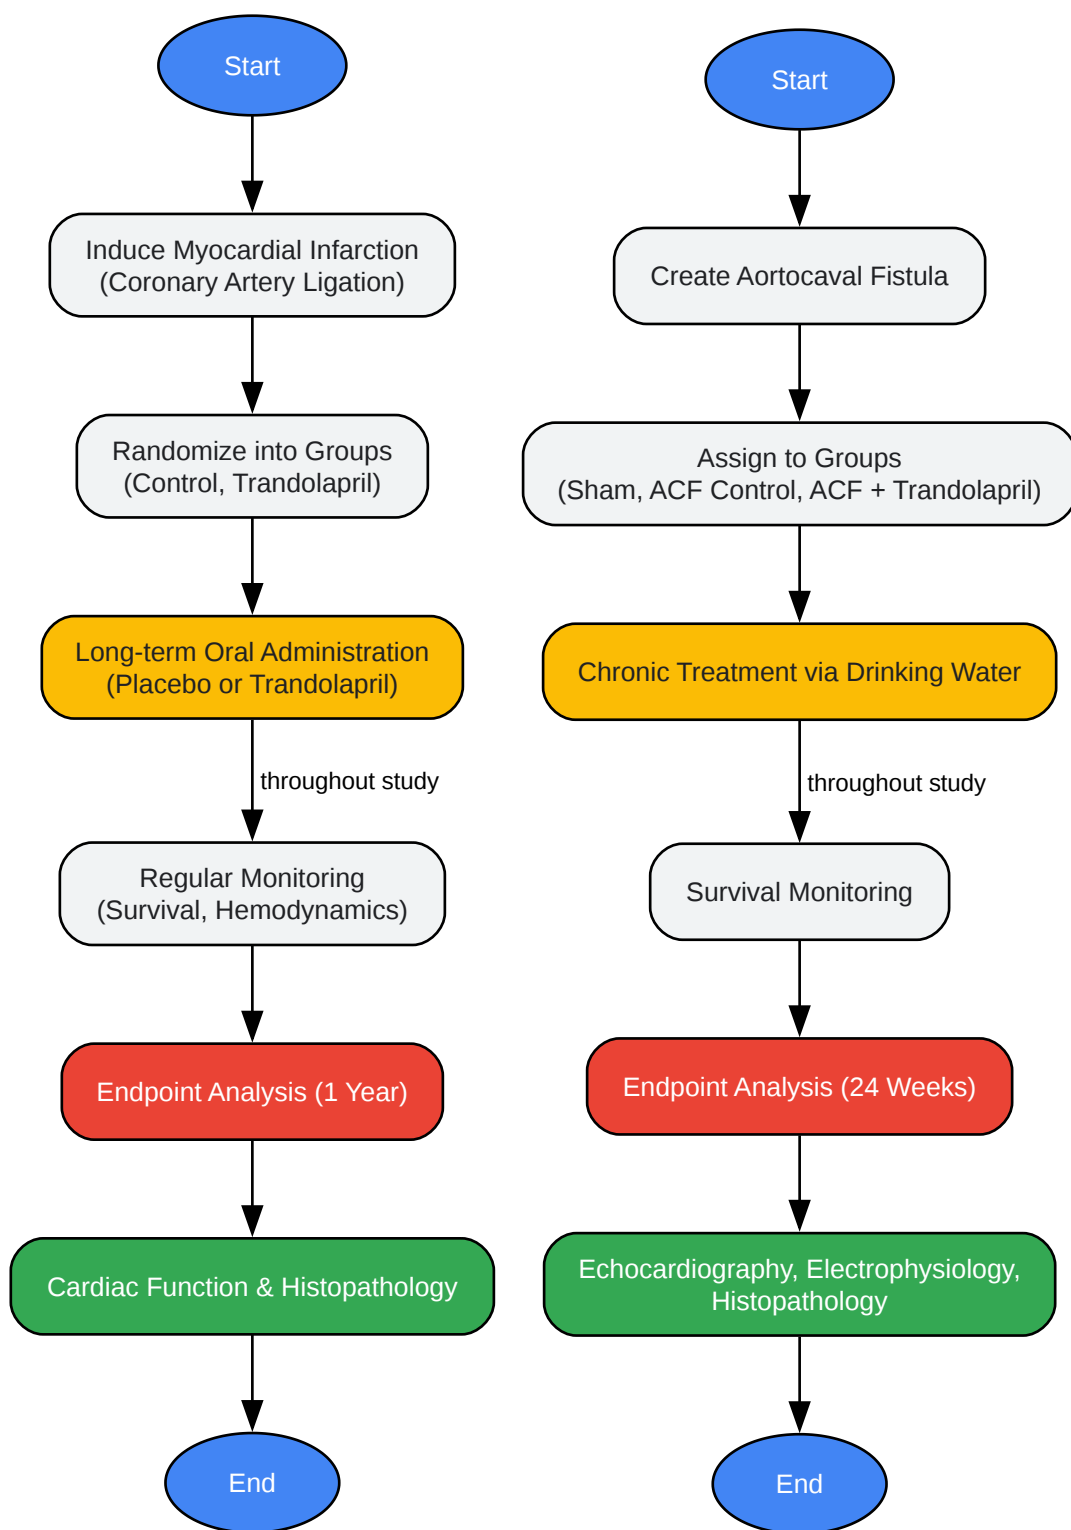 Start
Induce Myocardial Infarction
(Coronary Artery Ligation)
Randomize into Groups
(Control, Trandolapril)
Long-term Oral Administration
(Placebo or Trandolapril)
throughout study
Regular Monitoring
(Survival, Hemodynamics)
Endpoint Analysis (1 Year)
Cardiac Function & Histopathology
End
Start
Create Aortocaval Fistula
Assign to Groups
(Sham, ACF Control, ACF + Trandolapril)
Chronic Treatment via Drinking Water
throughout study
Survival Monitoring
Endpoint Analysis (24 Weeks)
Echocardiography, Electrophysiology,
Histopathology
End